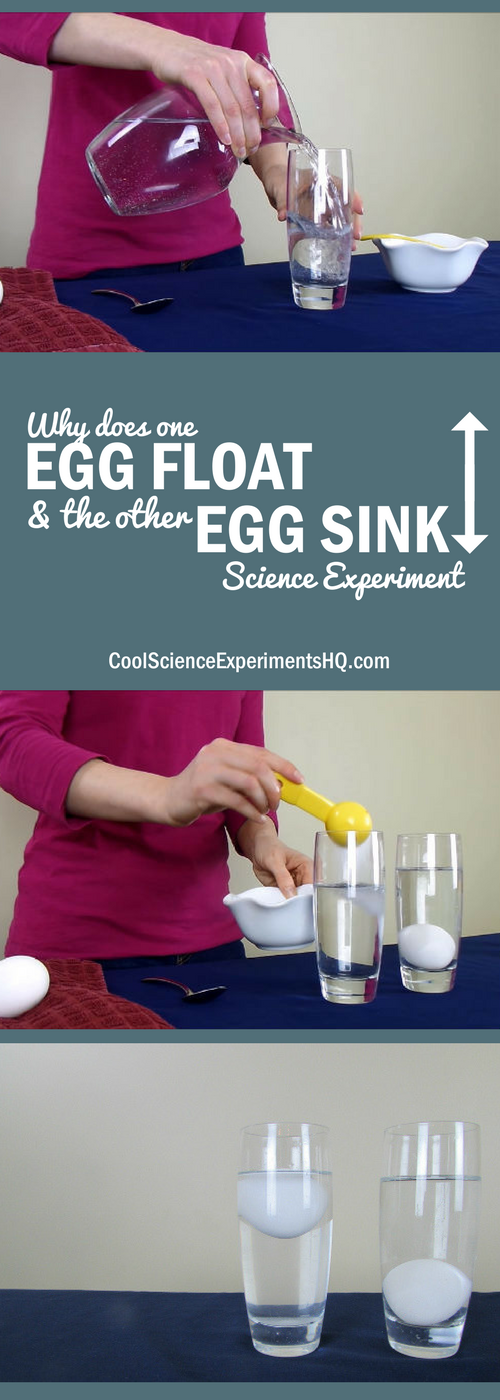 Why does one
EGG FLOAT
& the other
EGG SINK
Science Experiment
CoolScienceExperimentsHQ.com